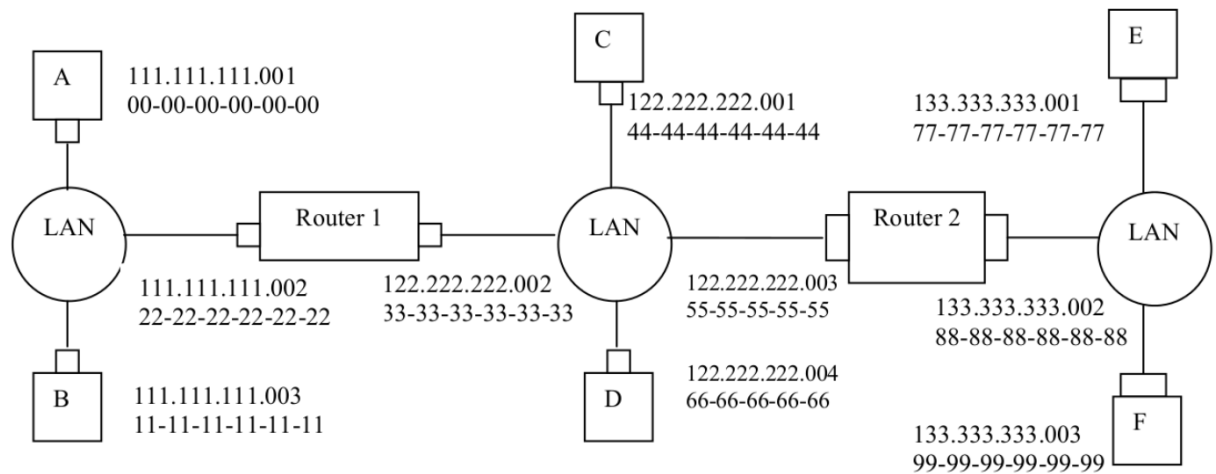 A
111.111.111.001
00-00-00-00-00-00
C
122.222.222.001
44-44-44-44-44-44
E
133.333.333.001
77-77-77-77-77-77
LAN
Router 1
LAN
Router 2
LAN
111.111.111.002
22-22-22-22-22-22
122.222.222.002
33-33-33-33-33-33
122.222.222.003
55-55-55-55-55
133.333.333.002
88-88-88-88-88-88
B
111.111.111.003
11-11-11-11-11-11
D
122.222.222.004
66-66-66-66-66
F
133.333.333.003
99-99-99-99-99-99